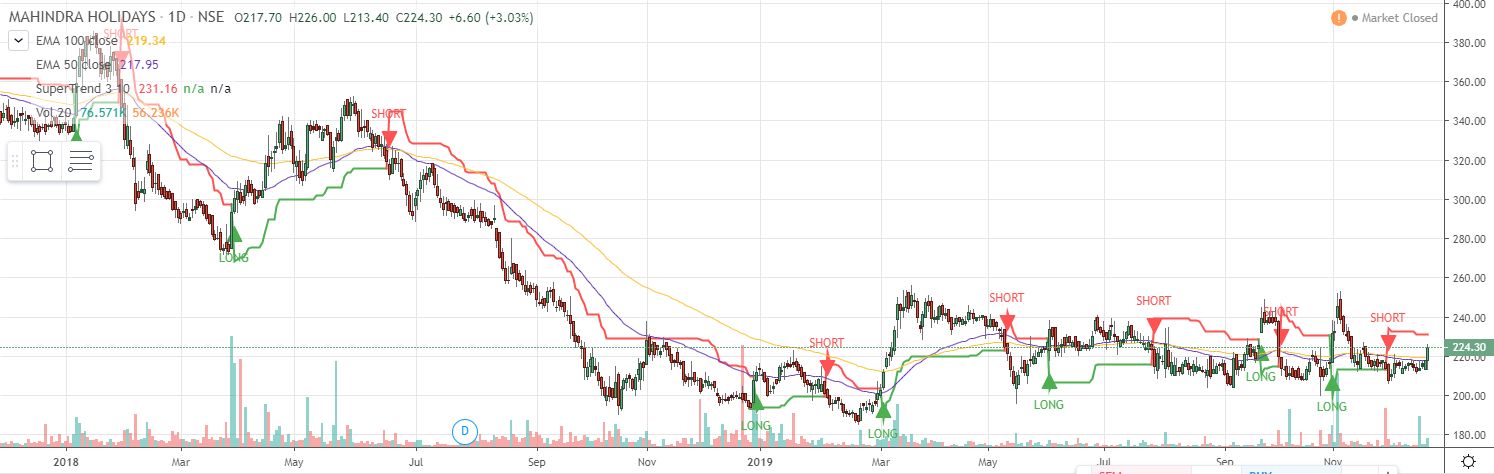 MAHINDRA HOLIDAYS · 1D · NSE O217.70 H226.00 L213.40 C224.30 +6.60 (+3.03%)
! Market Closed
EMA 100 close 219.34
EMA 50 close 217.95
SuperTrend 3 10 231.16 n/a n/a
Vol 20 76.571K 56.236K
SHORT
SHORT
SHORT
SHORT
SHORT
SHORT
SHORT
LONG
LONG
LONG
LONG
LONG
LONG
D
400.00
380.00
360.00
340.00
320.00
300.00
280.00
260.00
240.00
224.30
220.00
200.00
180.00
2018 Mar May Jul Sep Nov 2019 Mar May Jul Sep Nov
SELL BUY